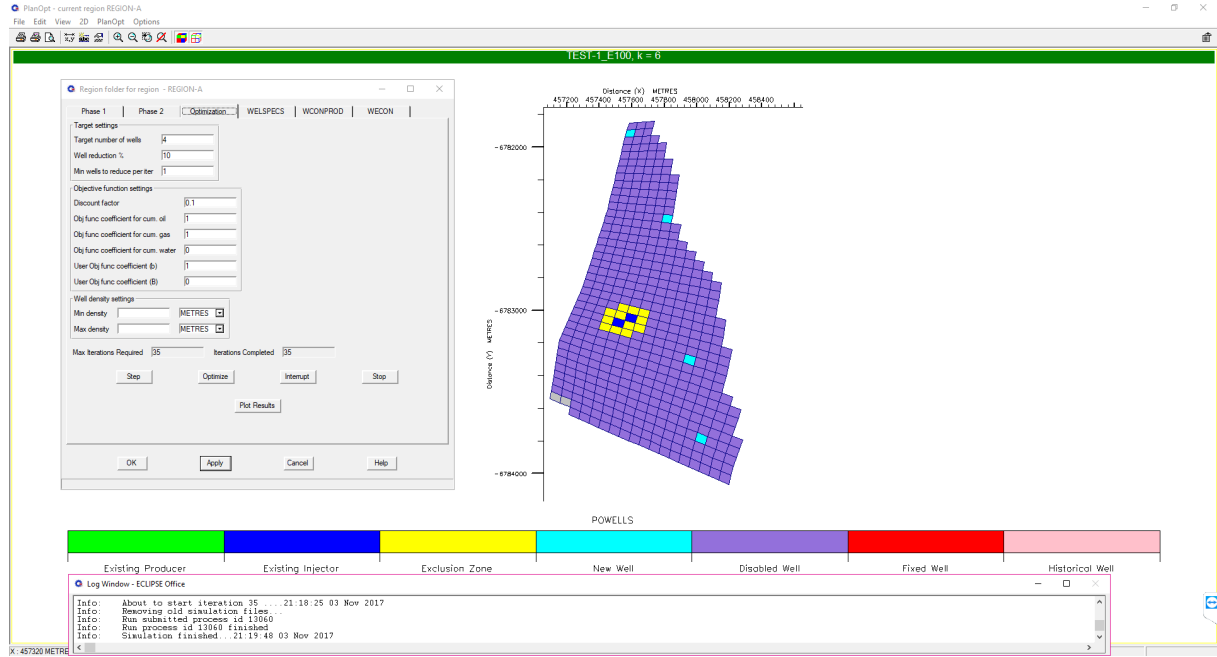 PlanOpt - current region REGION-A
File Edit View 2D PlanOpt Options
TEST-1_E100, k = 6
Region folder for region - REGION-A
Phase 1 Phase 2 Optimization WELSPECS WCONPROD WECON
Target settings
Target number of wells 4
Well reduction % 10
Min wells to reduce per iter 1
Objective function settings
Discount factor 0.1
Obj func coefficient for cum. oil 1
Obj func coefficient for cum. gas 1
Obj func coefficient for cum. water 0
User Obj func coefficient (b) 1
User Obj func coefficient (B) 0
Well density settings
Min density METRES
Max density METRES
Max Iterations Required 35 Iterations Completed 35
Step Optimize Interrupt Stop
Plot Results
OK Apply Cancel Help
Distance (X) METRES
457200 457400 457600 457800 458000 458200 458400
-6782000
-6783000
-6784000
Distance (Y) METRES
POWELLS
Existing Producer Existing Injector Exclusion Zone New Well Disabled Well Fixed Well Historical Well
Log Window - ECLIPSE Office
Info: About to start iteration 35 ....21:18:25 03 Nov 2017
Info: Removing old simulation files...
Info: Run submitted process id 13060
Info: Run process id 13060 finished
Info: Simulation finished...21:19:48 03 Nov 2017
X : 457320 METRE